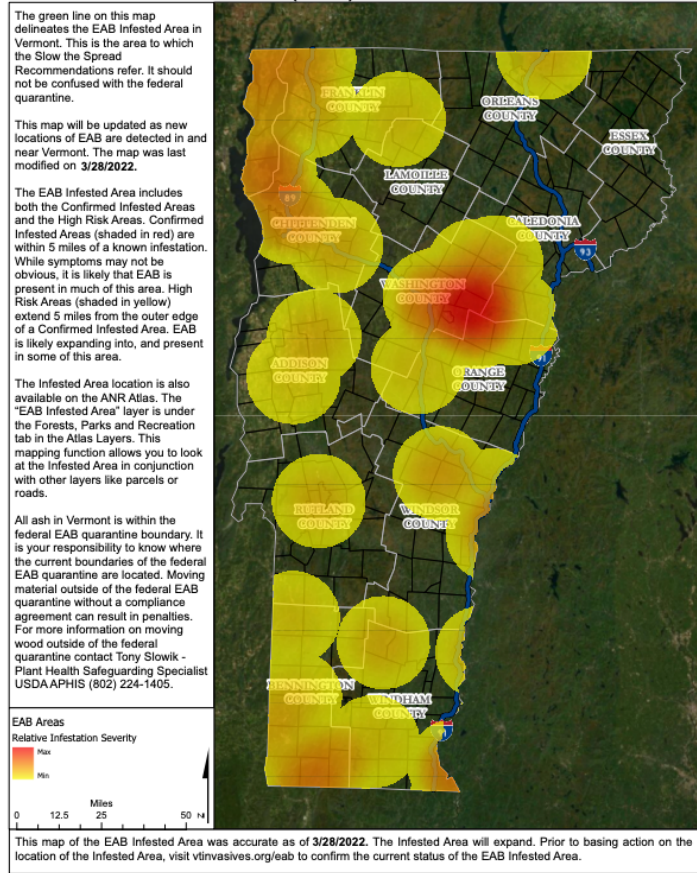 The green line on this map
delineates the EAB Infested Area in
Vermont. This is the area to which
the Slow the Spread
Recommendations refer. It should
not be confused with the federal
quarantine.
This map will be updated as new
locations of EAB are detected in and
near Vermont. The map was last
modified on 3/28/2022.
The EAB Infested Area includes
both the Confirmed Infested Areas
and the High Risk Areas. Confirmed
Infested Areas (shaded in red) are
within 5 miles of a known infestation.
While symptoms may not be
obvious, it is likely that EAB is
present in much of this area. High
Risk Areas (shaded in yellow)
extend 5 miles from the outer edge
of a Confirmed Infested Area. EAB
is likely expanding into, and present
in some of this area.
The Infested Area location is also
available on the ANR Atlas. The
“EAB Infested Area” layer is under
the Forests, Parks and Recreation
tab in the Atlas Layers. This
mapping function allows you to look
at the Infested Area in conjunction
with other layers like parcels or
roads.
All ash in Vermont is within the
federal EAB quarantine boundary. It
is your responsibility to know where
the current boundaries of the federal
EAB quarantine are located. Moving
material outside of the federal EAB
quarantine without a compliance
agreement can result in penalties.
For more information on moving
wood outside of the federal
quarantine contact Tony Slowik -
Plant Health Safeguarding Specialist
USDA APHIS (802) 224-1405.
EAB Areas
Relative Infestation Severity
Max
Min
Miles
0 12.5 25 50 N
FRANKLIN
COUNTY
ORLEANS
COUNTY
ESSEX
COUNTY
LAMOILLE
COUNTY
89
CHITTENDEN
COUNTY
CALEDONIA
COUNTY
93
WASHINGTON
COUNTY
91
ADDISON
COUNTY
ORANGE
COUNTY
RUTLAND
COUNTY
WINDSOR
COUNTY
BENNINGTON
COUNTY
WINDHAM
COUNTY
This map of the EAB Infested Area was accurate as of 3/28/2022. The Infested Area will expand. Prior to basing action on the
location of the Infested Area, visit vtinvasives.org/eab to confirm the current status of the EAB Infested Area.